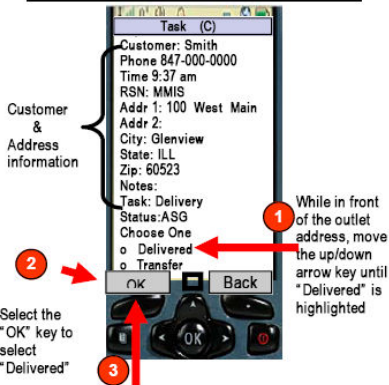 Task (C)
Customer: Smith
Phone 847-000-0000
Time 9:37 am
RSN: MMIS
Addr 1: 100 West Main
Addr 2:
City: Glenview
State: ILL
Zip: 60523
Notes:
Task: Delivery
Status:ASG
Choose One
o Delivered
o Transfer
OK
Back
OK
Customer
&
Address
information
1
While in front
of the outlet
address, move
the up/down
arrow key until
"Delivered" is
highlighted
2
Select the
"OK" key to
select
"Delivered"
3